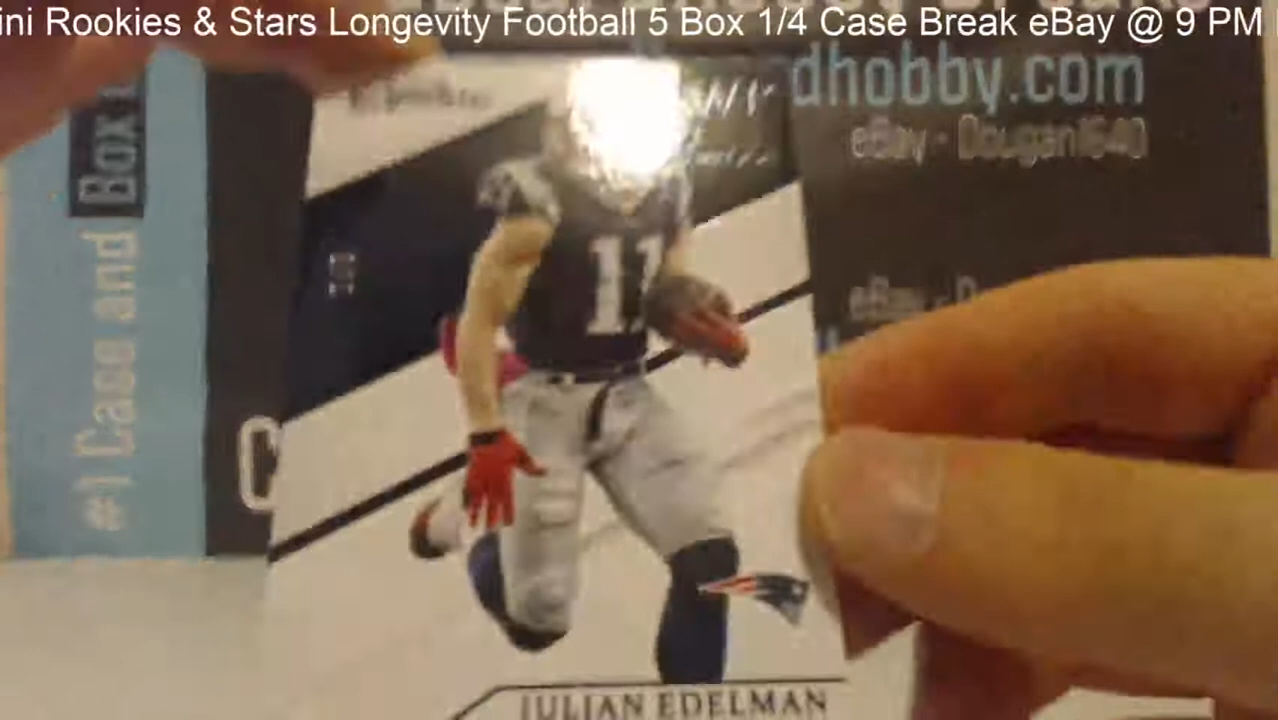 ini Rookies & Stars Longevity Football 5 Box 1/4 Case Break eBay @ 9 PM
dhobby.com
eBay - Dougan1640
#1 Case and Box
11
JULIAN EDELMAN